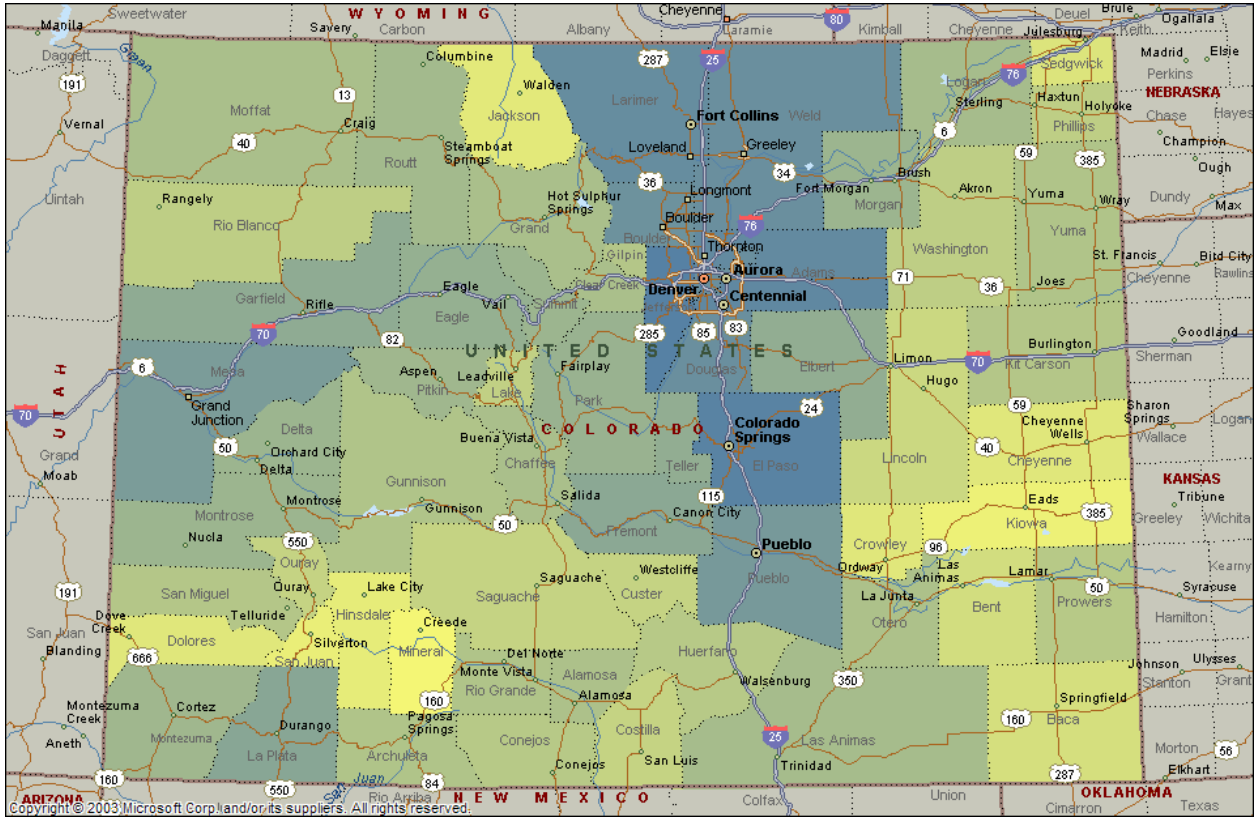 Sweetwater
WYOMING
Cheyenne
Deuel
Brule
Manila
Savery
Carbon
Albany
Laramie
80
Kimball
Cheyenne
Keith
Ogallala
Julesburg
Daggett
Green
Columbine
287
25
Logan
76
Sedgwick
Madrid
Elsie
Perkins
191
Moffat
13
Walden
Jackson
Larimer
Weld
Sterling
Haxtun
Holyoke
NEBRASKA
Chase
Hayes
Vernal
Craig
Fort Collins
6
Phillips
Champion
40
Routt
Steamboat
Springs
Loveland
Greeley
34
59
385
Ough
36
Brush
Uintah
Rangely
Hot Sulphur
Springs
Longmont
Fort Morgan
Akron
Yuma
Wray
Dundy
Max
Rio Blanco
Grand
Boulder
Boulder
76
Morgan
Yuma
Gilpin
Thornton
Washington
St. Francis
Bird City
Eagle
Clear Creek
Aurora
Adams
71
36
Joes
Cheyenne
Rawlins
Garfield
Rifle
Vail
Summit
Denver
Centennial
70
Eagle
285
85
83
Goodland
82
UNITED STATES
Burlington
6
Mesa
Aspen
Leadville
Fairplay
Douglas
Elbert
Limon
70
Kit Carson
Sherman
UTAH
Pitkin
Lake
Hugo
70
Grand
Junction
Park
24
59
Sharon
Springs
Logan
COLORADO
Colorado
Springs
Cheyenne
Wells
Wallace
Delta
Buena Vista
Grand
50
Orchard City
Chaffee
Teller
El Paso
Lincoln
40
Cheyenne
Moab
Delta
Gunnison
KANSAS
Montrose
Salida
115
Eads
Tribune
Montrose
Gunnison
50
Canon City
Kiowa
385
Greeley
Wichita
Nucla
550
Fremont
Pueblo
Crowley
96
Ouray
Ordway
Las
Animas
Lamar
Kearny
191
San Miguel
Ouray
Lake City
Saguache
Westcliffe
Pueblo
50
Syracuse
Telluride
Hinsdale
Saguache
Custer
La Junta
Bent
Prowers
Dove
Creek
Creede
Otero
Hamilton
San Juan
Dolores
Silverton
Blanding
666
San Juan
Mineral
Del Norte
Huerfano
Johnson
Ulysses
Monte Vista
Alamosa
Walsenburg
350
Stanton
Grant
160
Rio Grande
Alamosa
Springfield
Montezuma
Creek
Cortez
Durango
Pagosa
Springs
160
Baca
Aneth
Montezuma
Costilla
25
Las Animas
Morton
56
La Plata
Archuleta
Conejos
San Luis
Trinidad
160
San Juan
84
Conejos
287
Elkhart
550
ARIZONA
Rio Arriba
NEW MEXICO
Colfax
Union
OKLAHOMA
Cimarron
Texas
Copyright © 2003 Microsoft Corp. and/or its suppliers. All rights reserved.